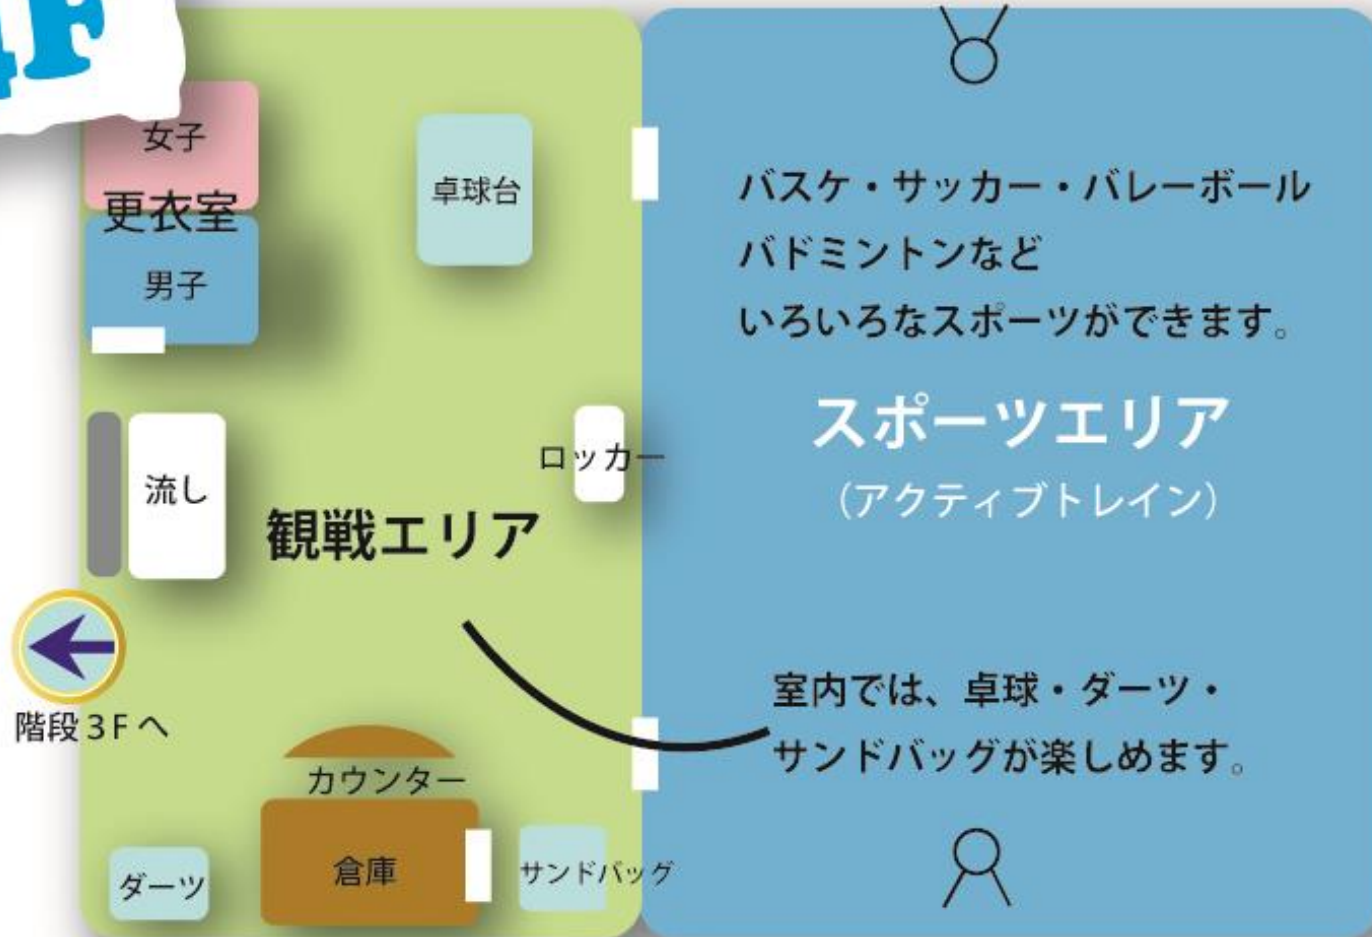 4F
女子
更衣室
男子
卓球台
流し
ロッカー
観戦エリア
階段3Fへ
カウンター
倉庫
ダーツ
サンドバッグ
バスケ・サッカー・バレーボール
バドミントンなど
いろいろなスポーツができます。
スポーツエリア
（アクティブトレイン）
室内では、卓球・ダーツ・
サンドバッグが楽しめます。